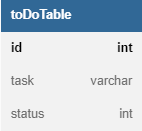 toDoTable
id int
task varchar
status int